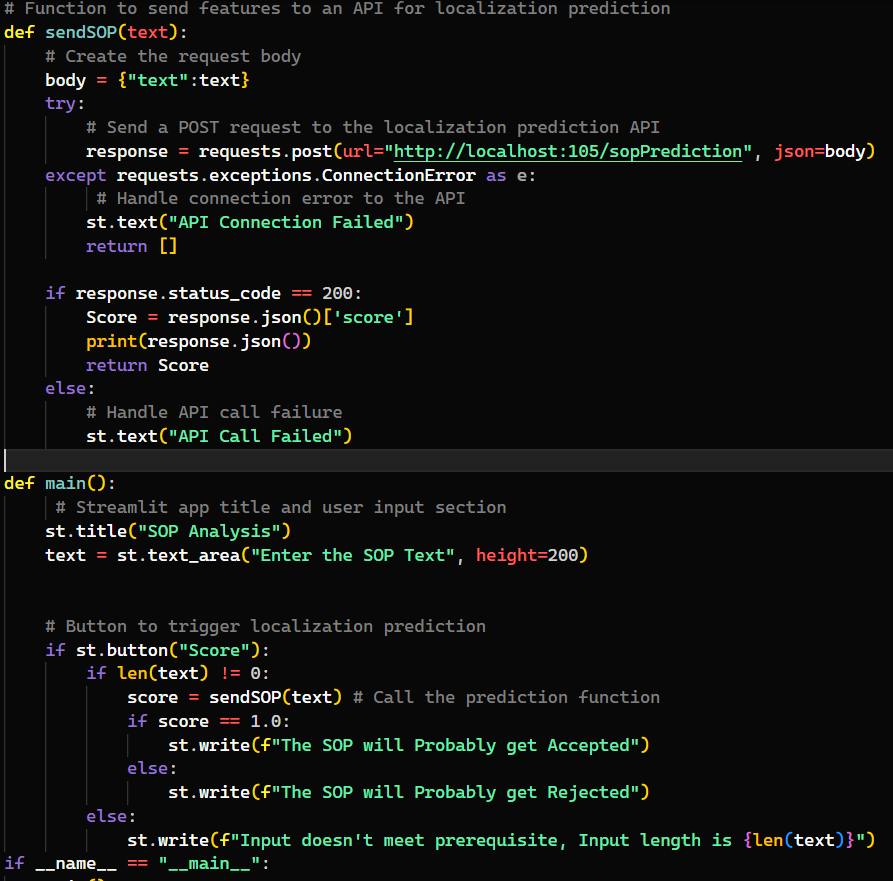 # Function to send features to an API for localization prediction
def sendSOP(text):
    # Create the request body
    body = {"text":text}
    try:
        # Send a POST request to the localization prediction API
        response = requests.post(url="http://localhost:105/sopPrediction", json=body)
    except requests.exceptions.ConnectionError as e:
         # Handle connection error to the API
        st.text("API Connection Failed")
        return []

    if response.status_code == 200:
        Score = response.json()['score']
        print(response.json())
        return Score
    else:
        # Handle API call failure
        st.text("API Call Failed")

def main():
     # Streamlit app title and user input section
    st.title("SOP Analysis")
    text = st.text_area("Enter the SOP Text", height=200)


    # Button to trigger localization prediction
    if st.button("Score"):
        if len(text) != 0:
            score = sendSOP(text) # Call the prediction function
            if score == 1.0:
                st.write(f"The SOP will Probably get Accepted")
            else:
                st.write(f"The SOP will Probably get Rejected")
        else:
            st.write(f"Input doesn't meet prerequisite, Input length is {len(text)}")
if __name__ == "__main__":